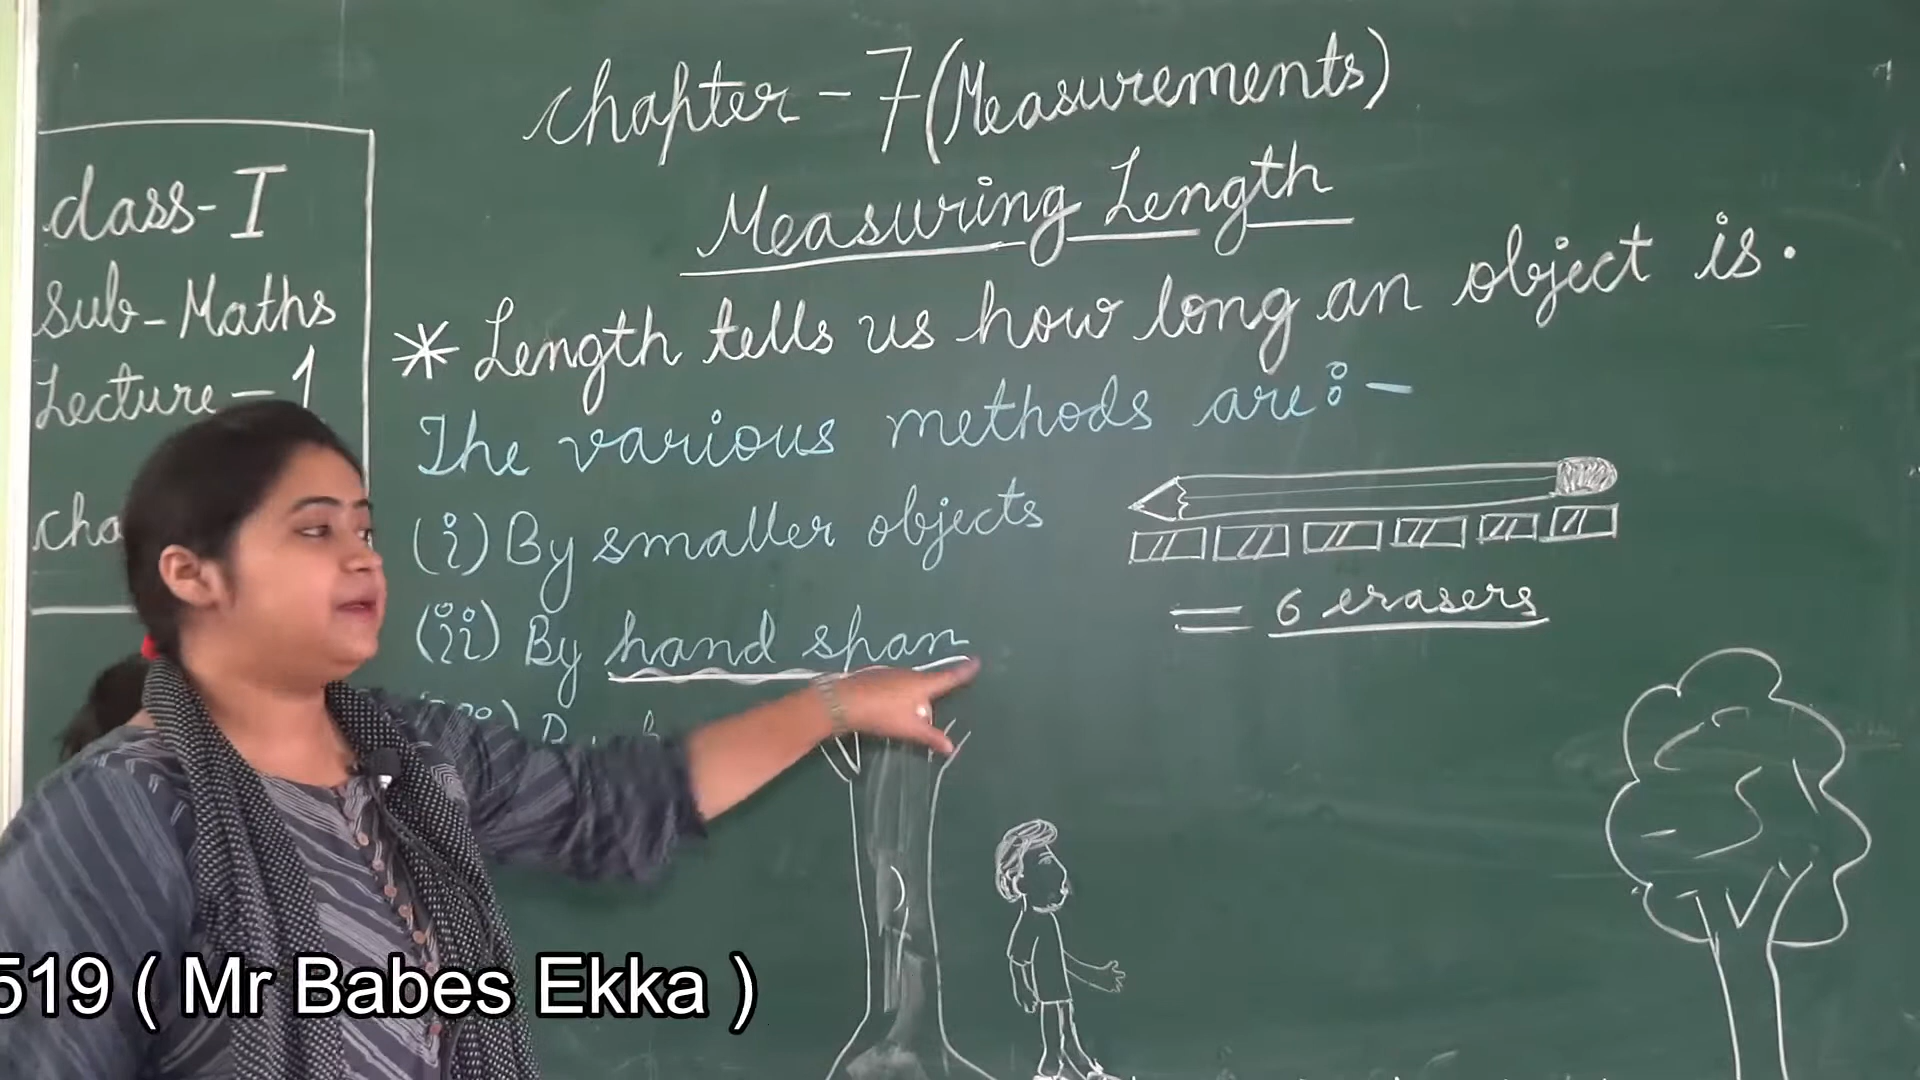 Chapter - 7 (Measurements)
Measuring Length
Class - I
Sub - Maths
Lecture - 1
* Length tells us how long an object is.
The various methods are:-
(i) By smaller objects
= 6 erasers
(ii) By hand span
519 ( Mr Babes Ekka )